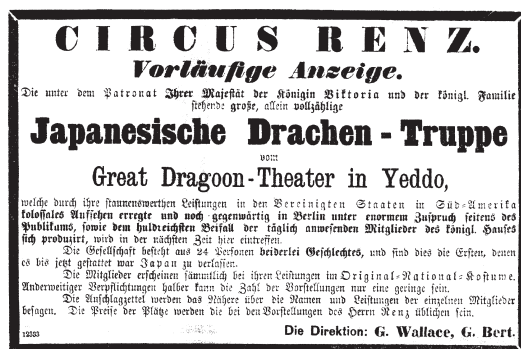 CIRCUS RENZ.
Vorläufige Anzeige.
Die unter dem Patronat Ihrer Majestät der Königin Viktoria und der königl. Familie
stehende große, allein vollzählige
Japanesische Drachen-Truppe
vom
Great Dragoon-Theater in Yeddo,
welche durch ihre staunenswerthen Leistungen in den Vereinigten Staaten in Süd-Amerika
kolossales Aufsehen erregte und noch gegenwärtig in Berlin unter enormem Zuspruch seitens des
Publikums, sowie dem huldreichsten Beifall der täglich anwesenden Mitglieder des königl. Hauses
sich produzirt, wird in der nächsten Zeit hier eintreffen.
Die Gesellschaft besteht aus 24 Personen beiderlei Geschlechtes, und sind dies die Ersten, denen
es bis jetzt gestattet war Japan zu verlassen.
Die Mitglieder erscheinen sämmtlich bei ihren Leistungen im Original-National-Kostume.
Anderweitiger Verpflichtungen halber kann die Zahl der Vorstellungen nur eine geringe sein.
Die Anschlagzettel werden das Nähere über die Namen und Leistungen der einzelnen Mitglieder
besagen. Die Preise der Plätze werden die bei den Vorstellungen des Herrn Renz üblichen sein.
12353 Die Direktion: G. Wallace, G. Bert.